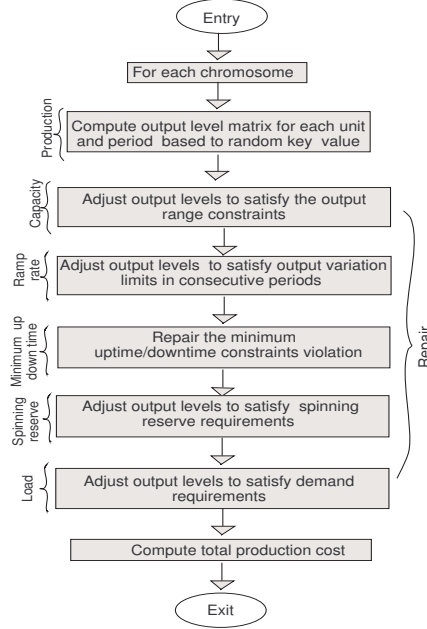 Entry
For each chromosome
Production
Compute output level matrix for each unit
and period based to random key value
Capacity
Adjust output levels to satisfy the output
range constraints
Ramp
rate
Adjust output levels to satisfy output variation
limits in consecutive periods
Minimum up
down time
Repair the minimum
uptime/downtime constraints violation
Repair
Spinning
reserve
Adjust output levels to satisfy spinning
reserve requirements
Load
Adjust output levels to satisfy demand
requirements
Compute total production cost
Exit